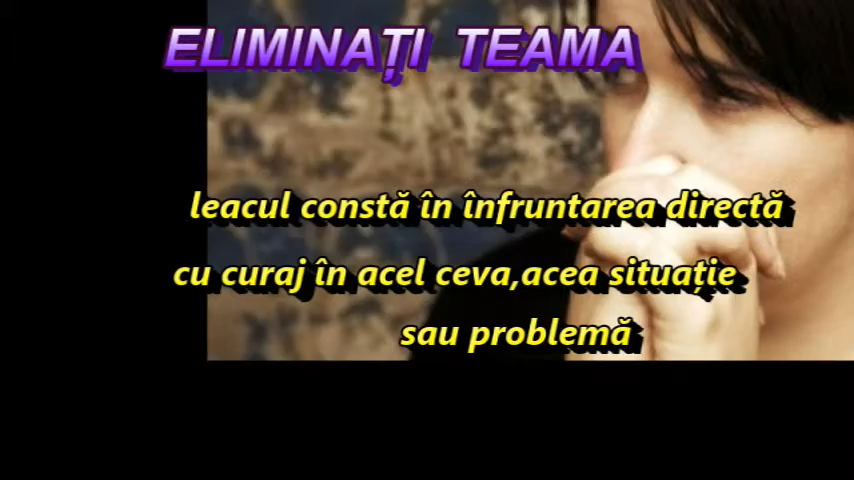 ELIMINAȚI TEAMA
leacul constă în înfruntarea directă
cu curaj în acel ceva,acea situație
sau problemă